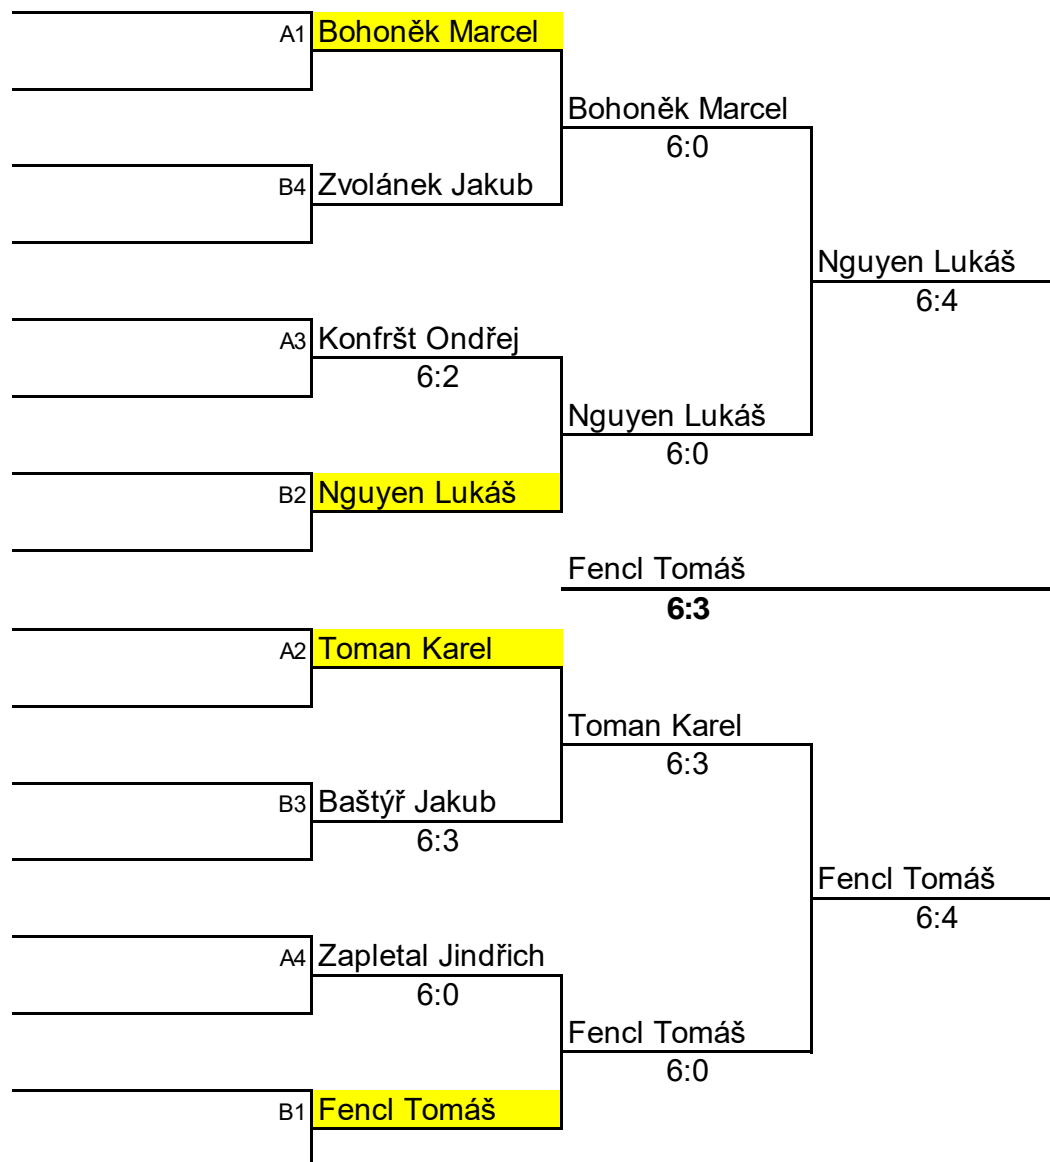 A1 Bohoněk Marcel
Bohoněk Marcel
6:0
B4 Zvolánek Jakub
Nguyen Lukáš
6:4
A3 Konfršt Ondřej
6:2
Nguyen Lukáš
6:0
B2 Nguyen Lukáš
Fencl Tomáš
6:3
A2 Toman Karel
Toman Karel
6:3
B3 Baštýř Jakub
6:3
Fencl Tomáš
6:4
A4 Zapletal Jindřich
6:0
Fencl Tomáš
6:0
B1 Fencl Tomáš